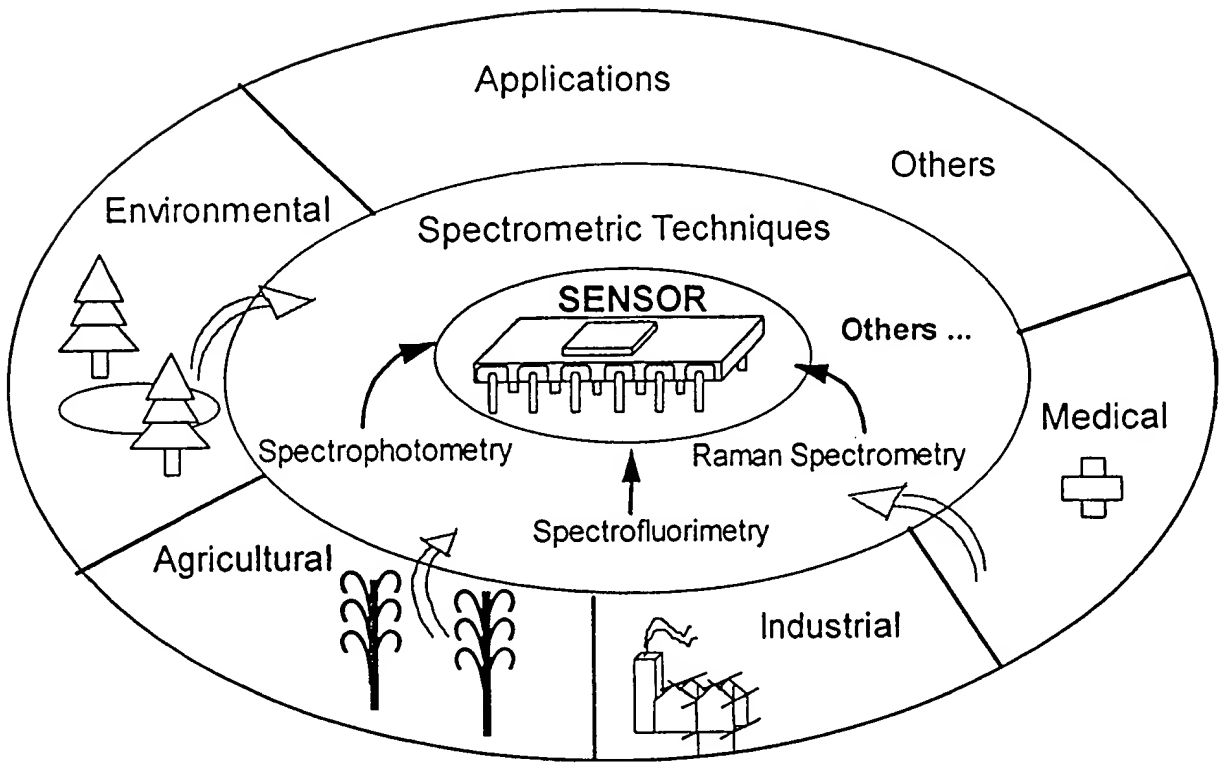 Applications
Others
Environmental
Spectrometric Techniques
SENSOR
Others ...
Medical
Spectrophotometry
Raman Spectrometry
Spectrofluorimetry
Agricultural
Industrial